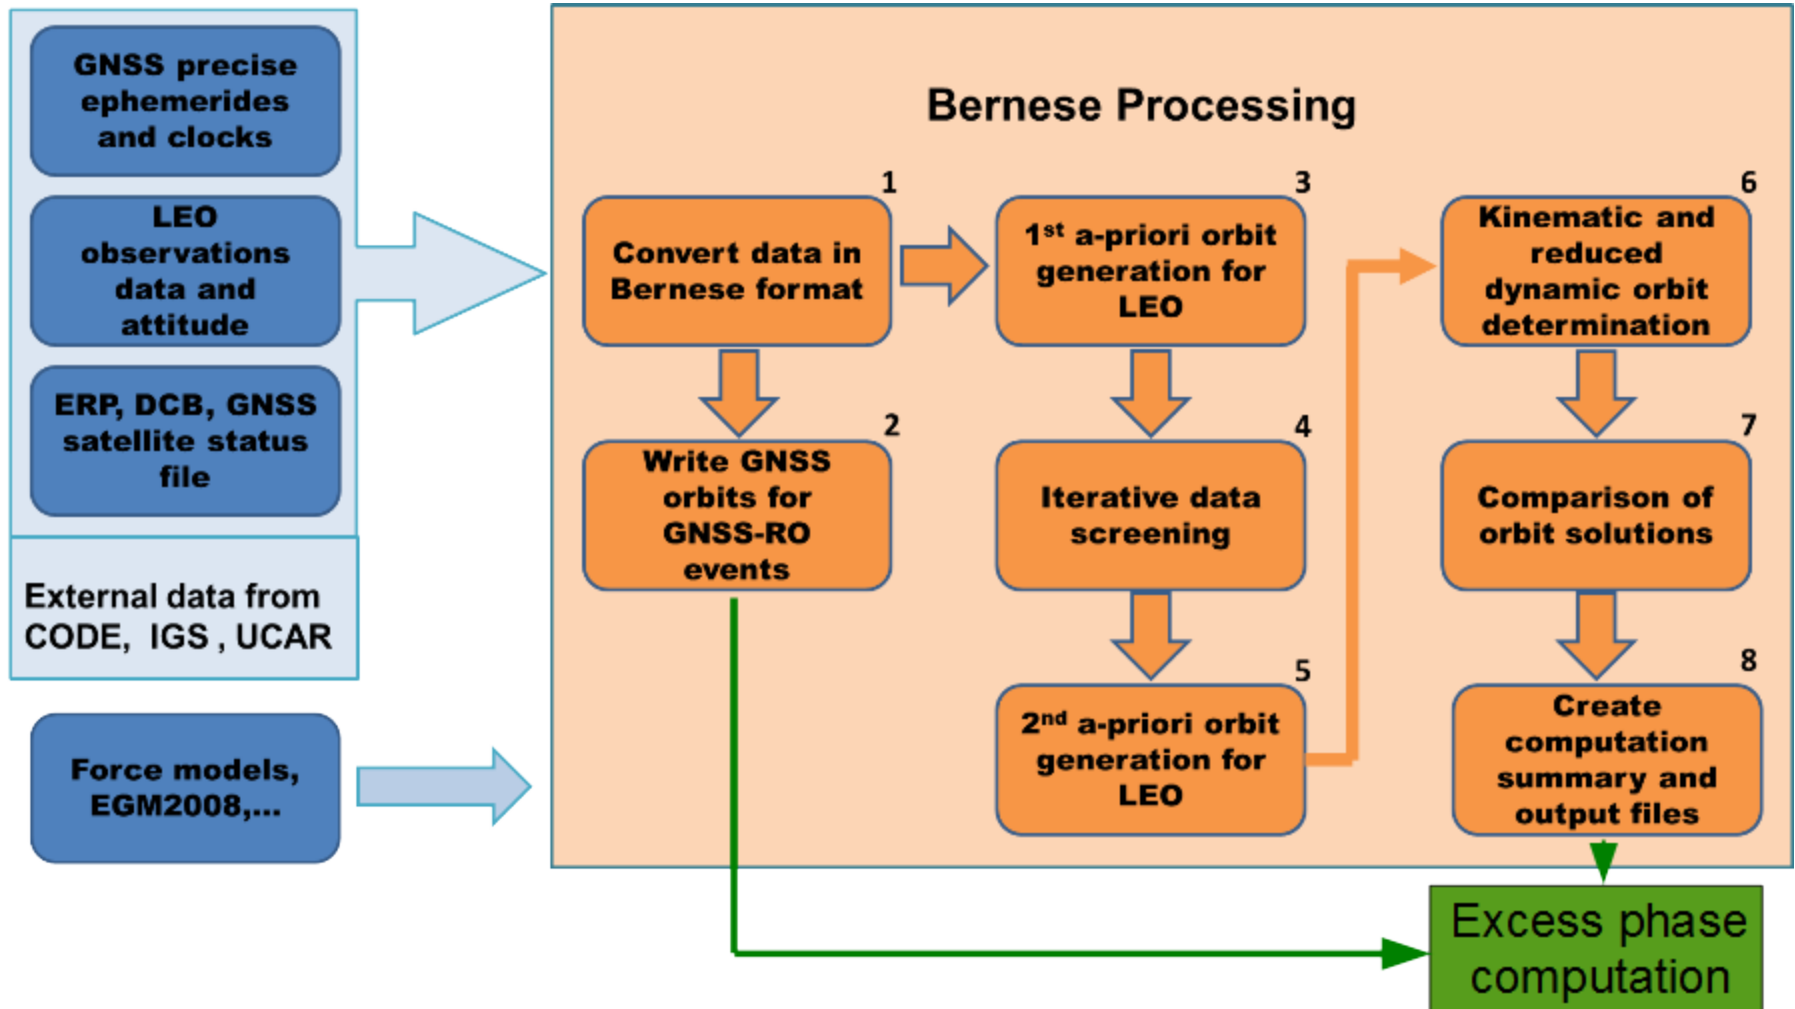 GNSS precise
ephemerides
and clocks
LEO
observations
data and
attitude
ERP, DCB, GNSS
satellite status
file
External data from
CODE, IGS , UCAR
Force models,
EGM2008,...
Bernese Processing
1
Convert data in
Bernese format
2
Write GNSS
orbits for
GNSS-RO
events
3
1st a-priori orbit
generation for
LEO
4
Iterative data
screening
5
2nd a-priori orbit
generation for
LEO
6
Kinematic and
reduced
dynamic orbit
determination
7
Comparison of
orbit solutions
8
Create
computation
summary and
output files
Excess phase
computation